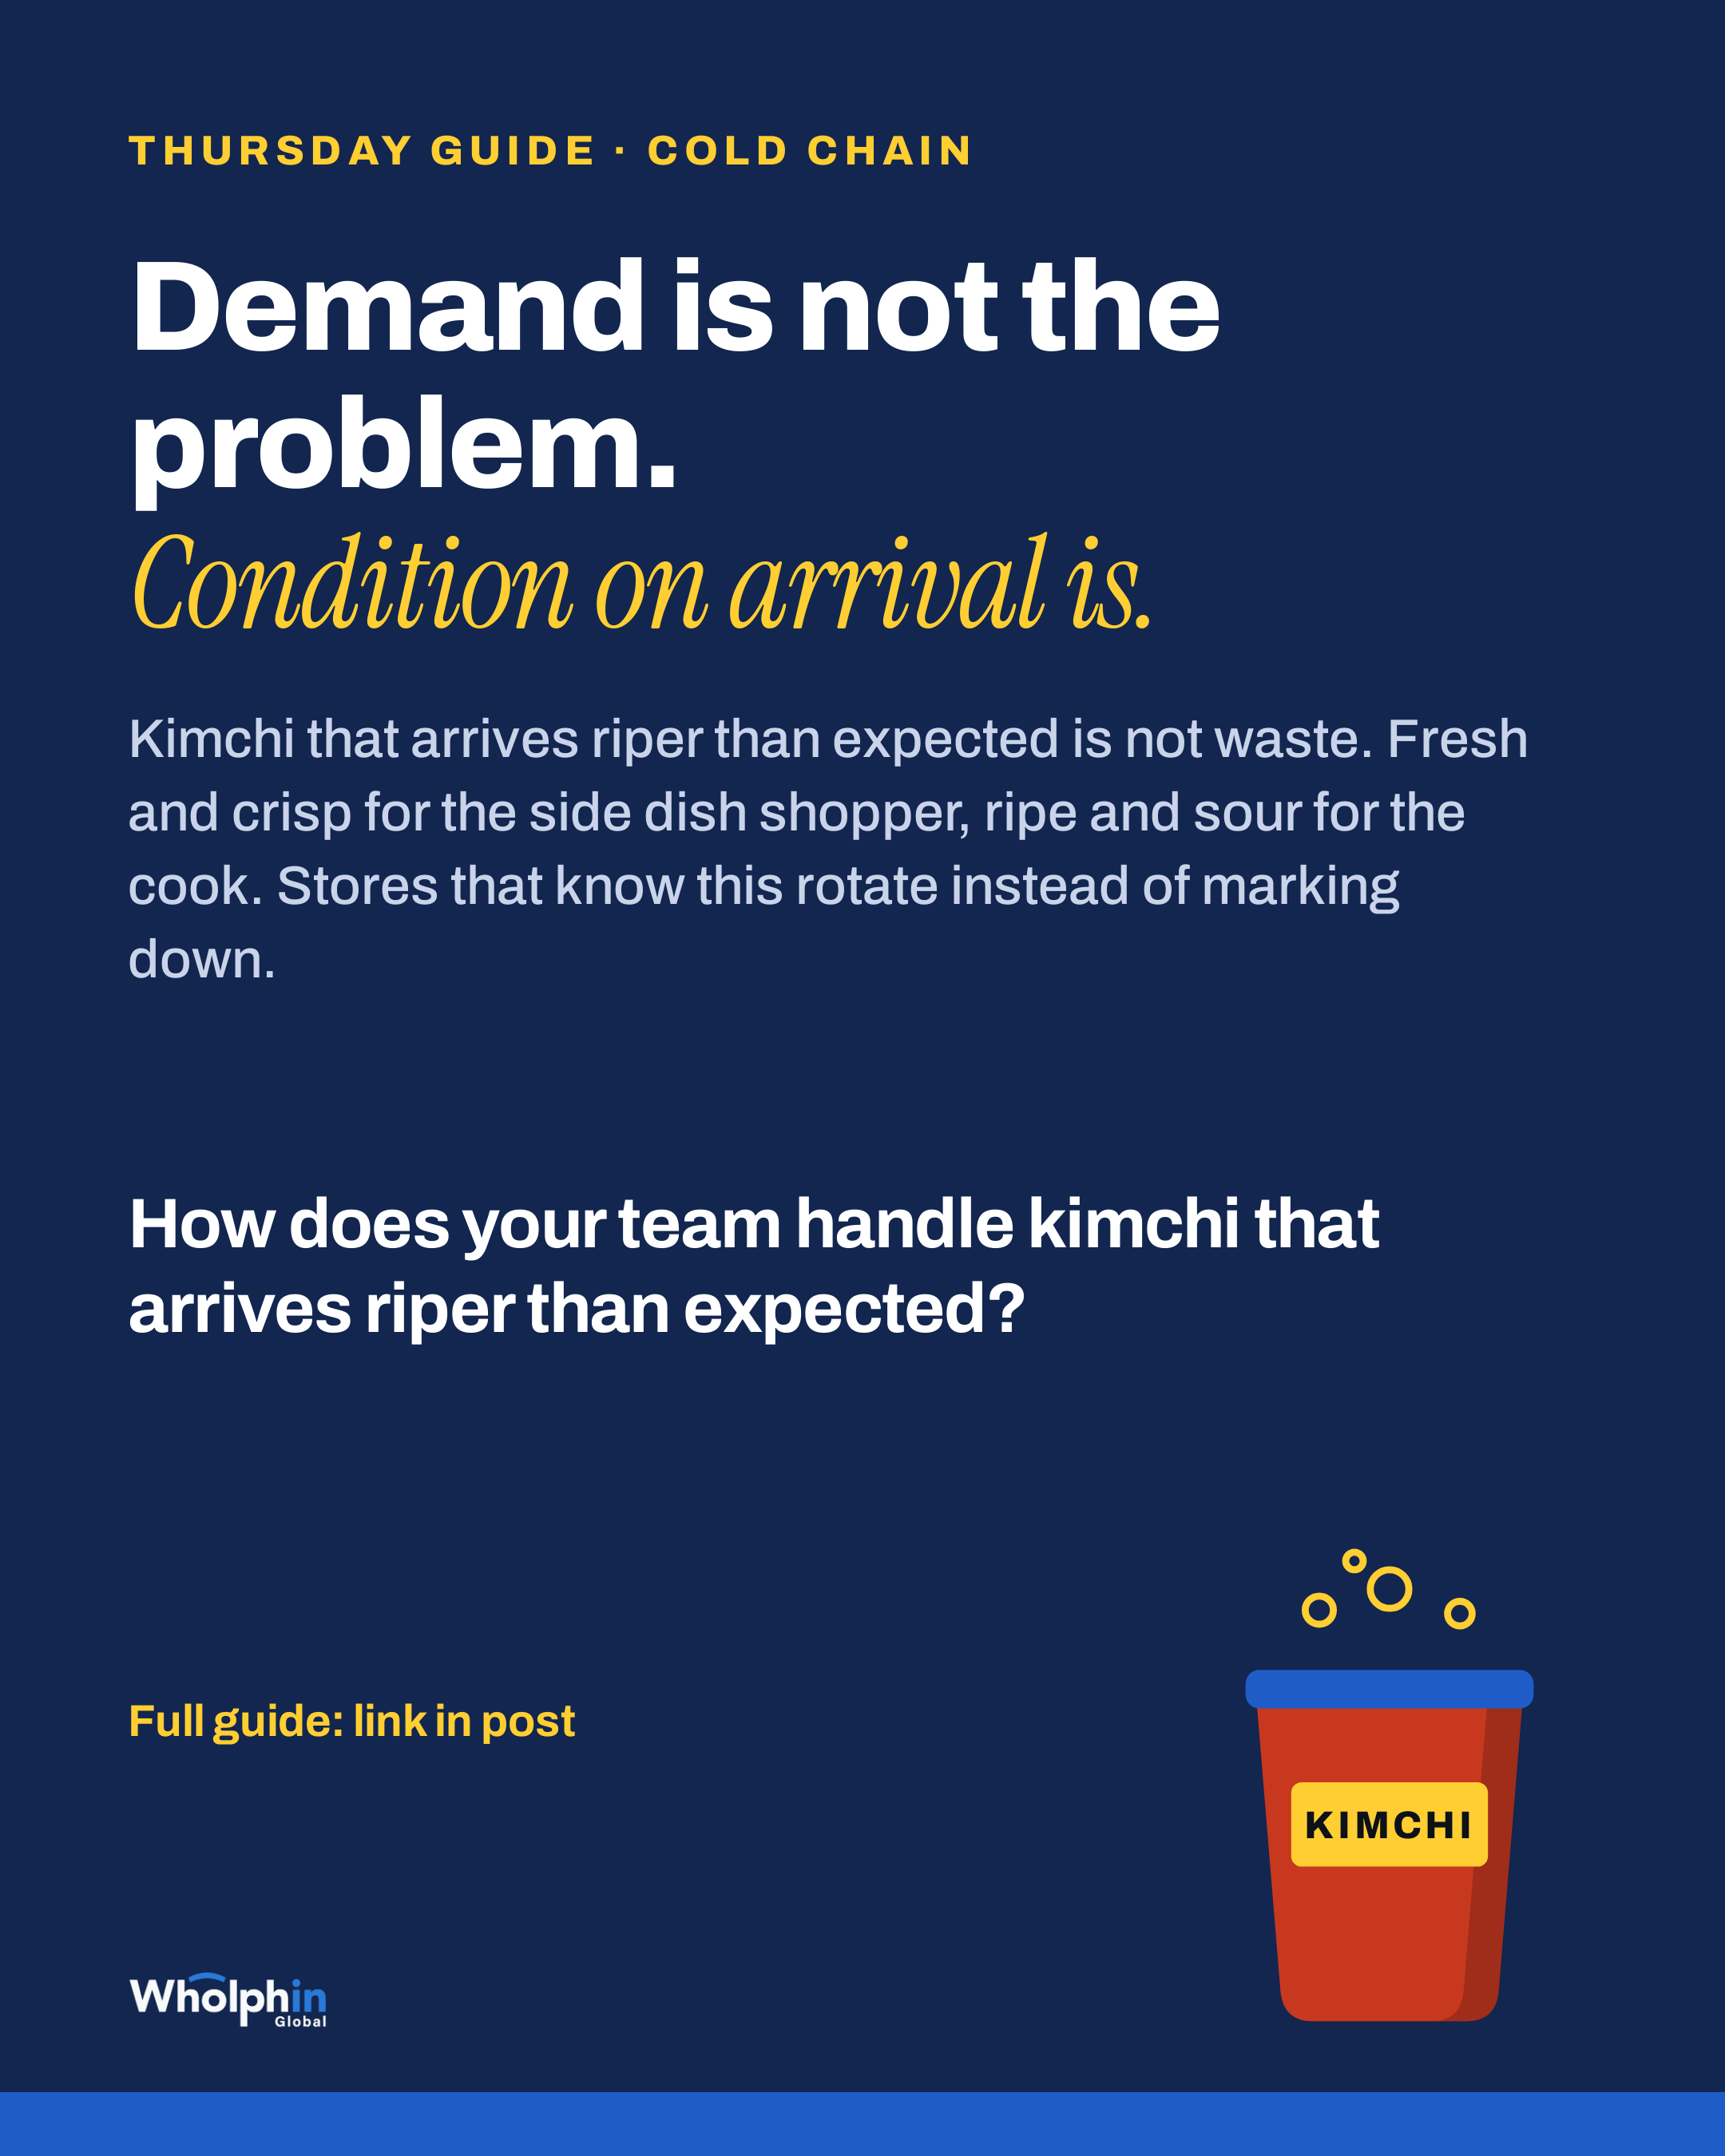 THURSDAY GUIDE · COLD CHAIN
Demand is not the
problem.
Condition on arrival is.
Kimchi that arrives riper than expected is not waste. Fresh
and crisp for the side dish shopper, ripe and sour for the
cook. Stores that know this rotate instead of marking
down.
How does your team handle kimchi that
arrives riper than expected?
Full guide: link in post
KIMCHI
Wholphin
Global